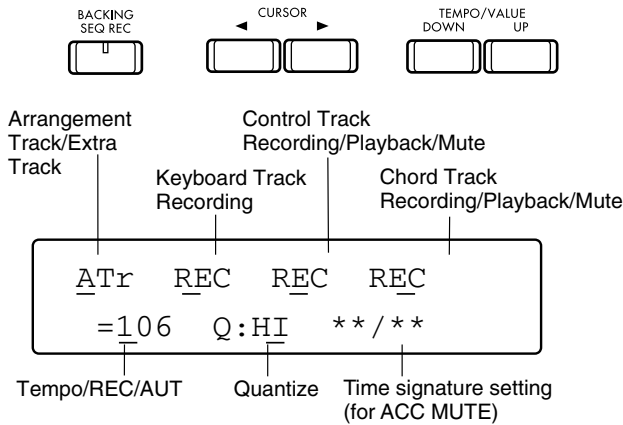 BACKING
SEQ REC
CURSOR
◄ ►
TEMPO/VALUE
DOWN UP
Arrangement
Track/Extra
Track
Keyboard Track
Recording
Control Track
Recording/Playback/Mute
Chord Track
Recording/Playback/Mute
ATr REC REC REC
=106 Q:HI **/**
Tempo/REC/AUT
Quantize
Time signature setting
(for ACC MUTE)